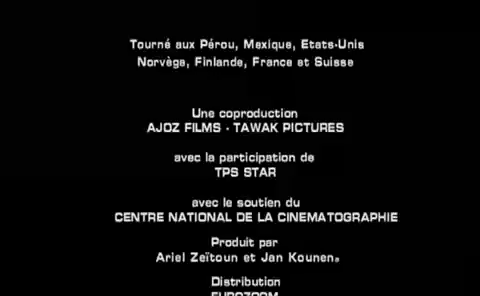 Tourné aux Pérou, Mexique, Etats-Unis
Norvège, Finlande, France et Suisse
Une coproduction
AJOZ FILMS - TAWAK PICTURES
avec la participation de
TPS STAR
avec le soutien du
CENTRE NATIONAL DE LA CINEMATOGRAPHIE
Produit par
Ariel Zeïtoun et Jan Kounen.
Distribution
EUROZOOM